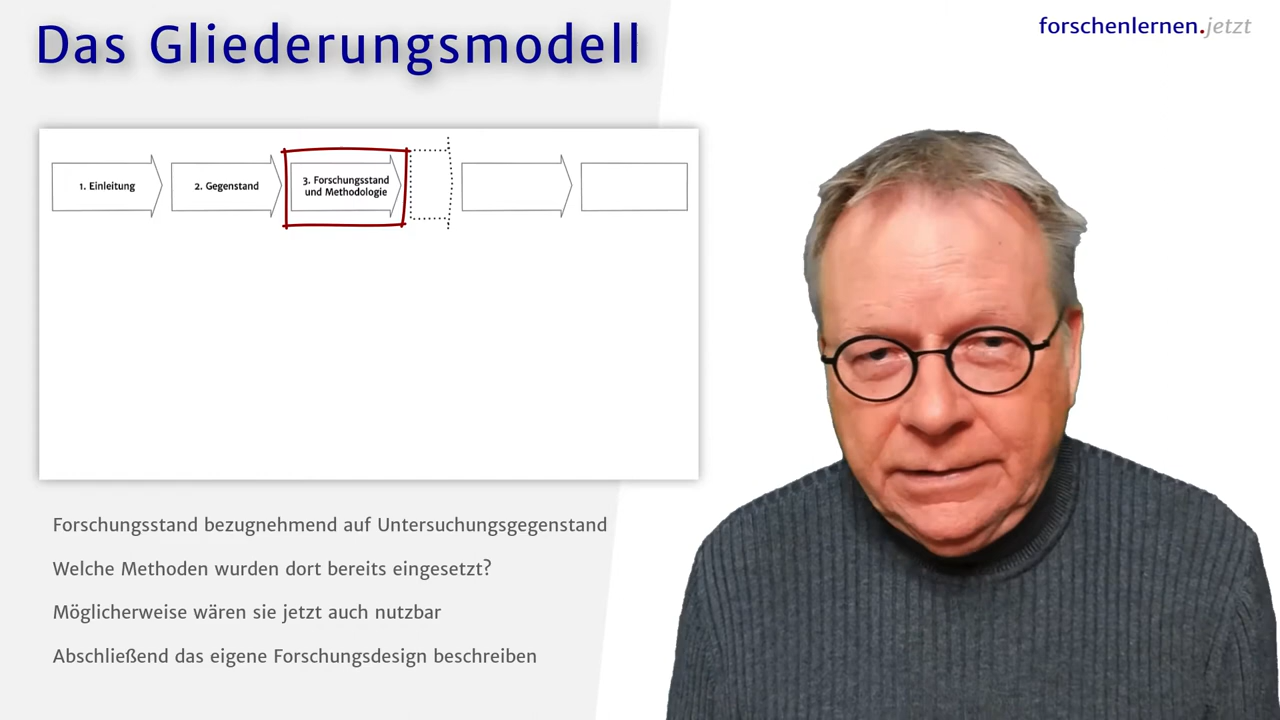 Das Gliederungsmodell
forschenlernen.jetzt
1. Einleitung
2. Gegenstand
3. Forschungsstand
und Methodologie
Forschungsstand bezugnehmend auf Untersuchungsgegenstand
Welche Methoden wurden dort bereits eingesetzt?
Möglicherweise wären sie jetzt auch nutzbar
Abschließend das eigene Forschungsdesign beschreiben